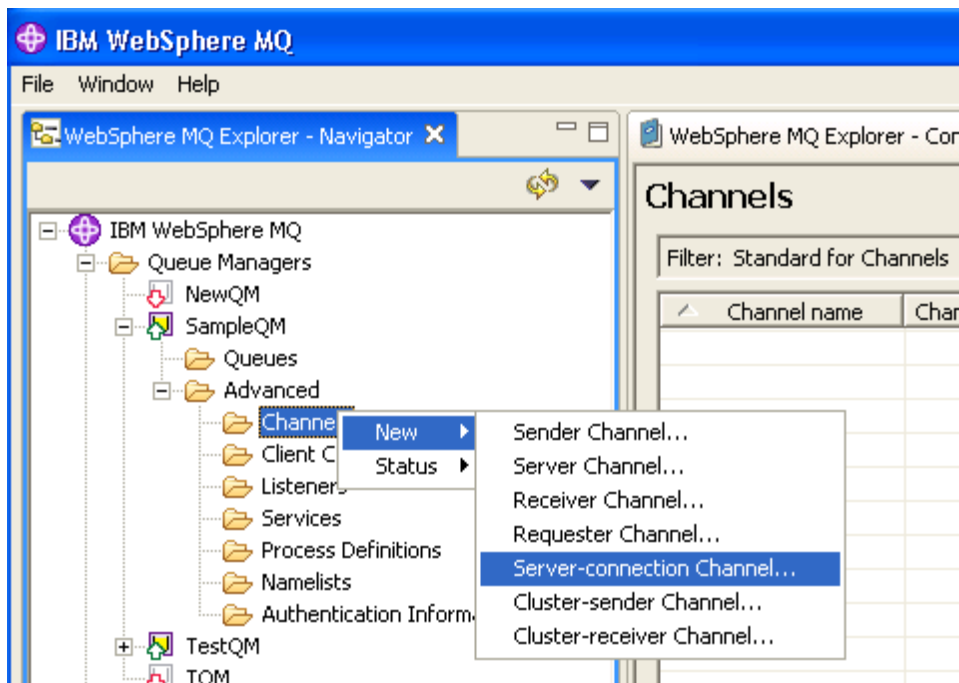 IBM WebSphere MQ
File Window Help
WebSphere MQ Explorer - Navigator
WebSphere MQ Explorer - Con
Channels
Filter: Standard for Channels
Channel name
Chan
IBM WebSphere MQ
Queue Managers
NewQM
SampleQM
Queues
Advanced
Channe
Client C
Listeners
Services
Process Definitions
Namelists
Authentication Inform
TestQM
TOM
New
Status
Sender Channel...
Server Channel...
Receiver Channel...
Requester Channel...
Server-connection Channel...
Cluster-sender Channel...
Cluster-receiver Channel...